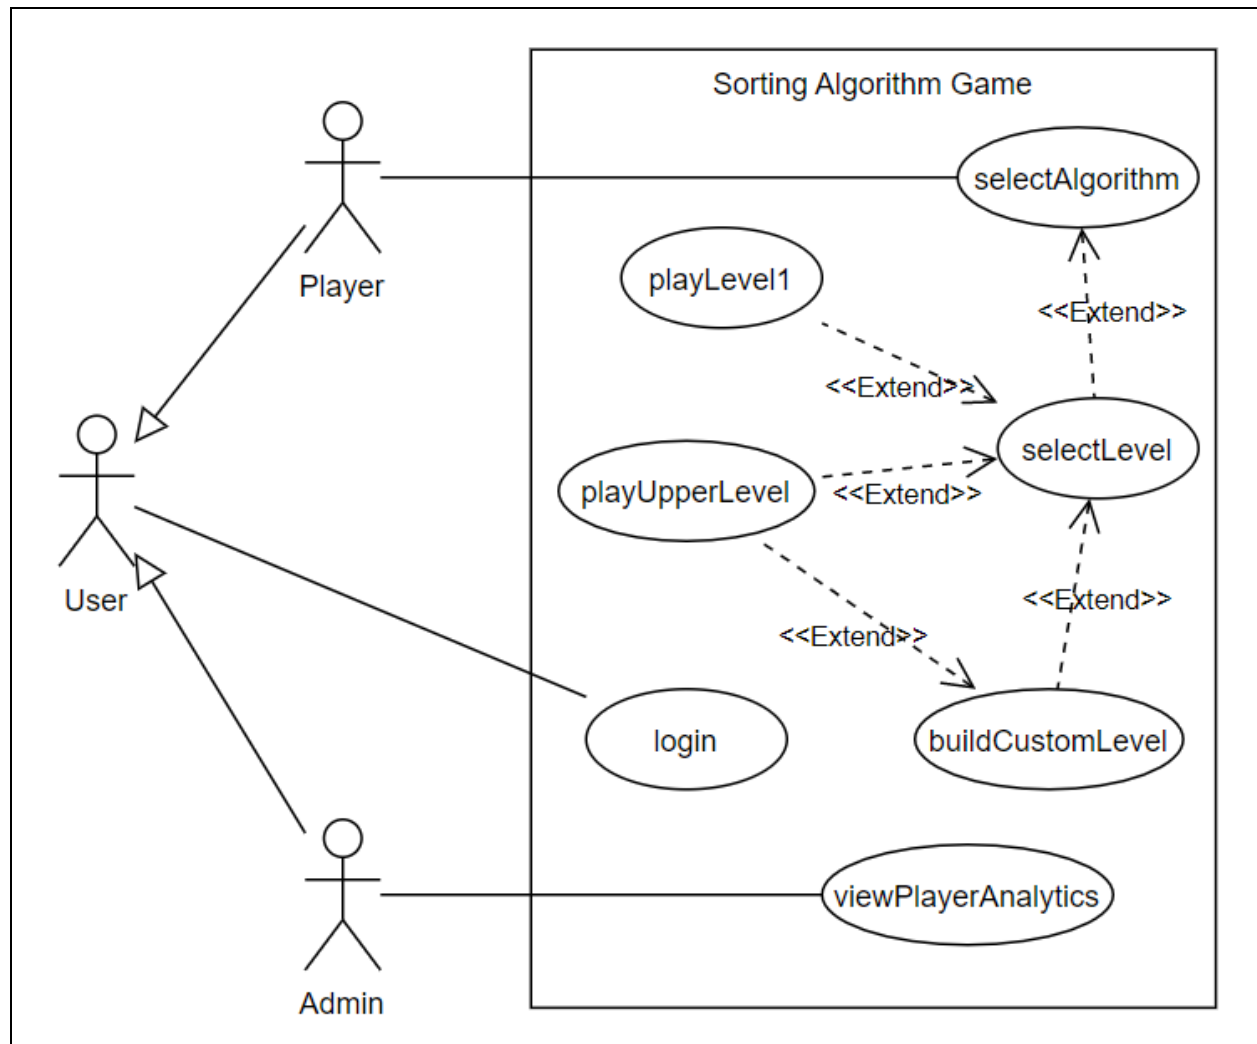 Sorting Algorithm Game
selectAlgorithm
playLevel1
Player
<<Extend>>
<<Extend>>
selectLevel
playUpperLevel
<<Extend>>
User
<<Extend>>
<<Extend>>
login
buildCustomLevel
viewPlayerAnalytics
Admin